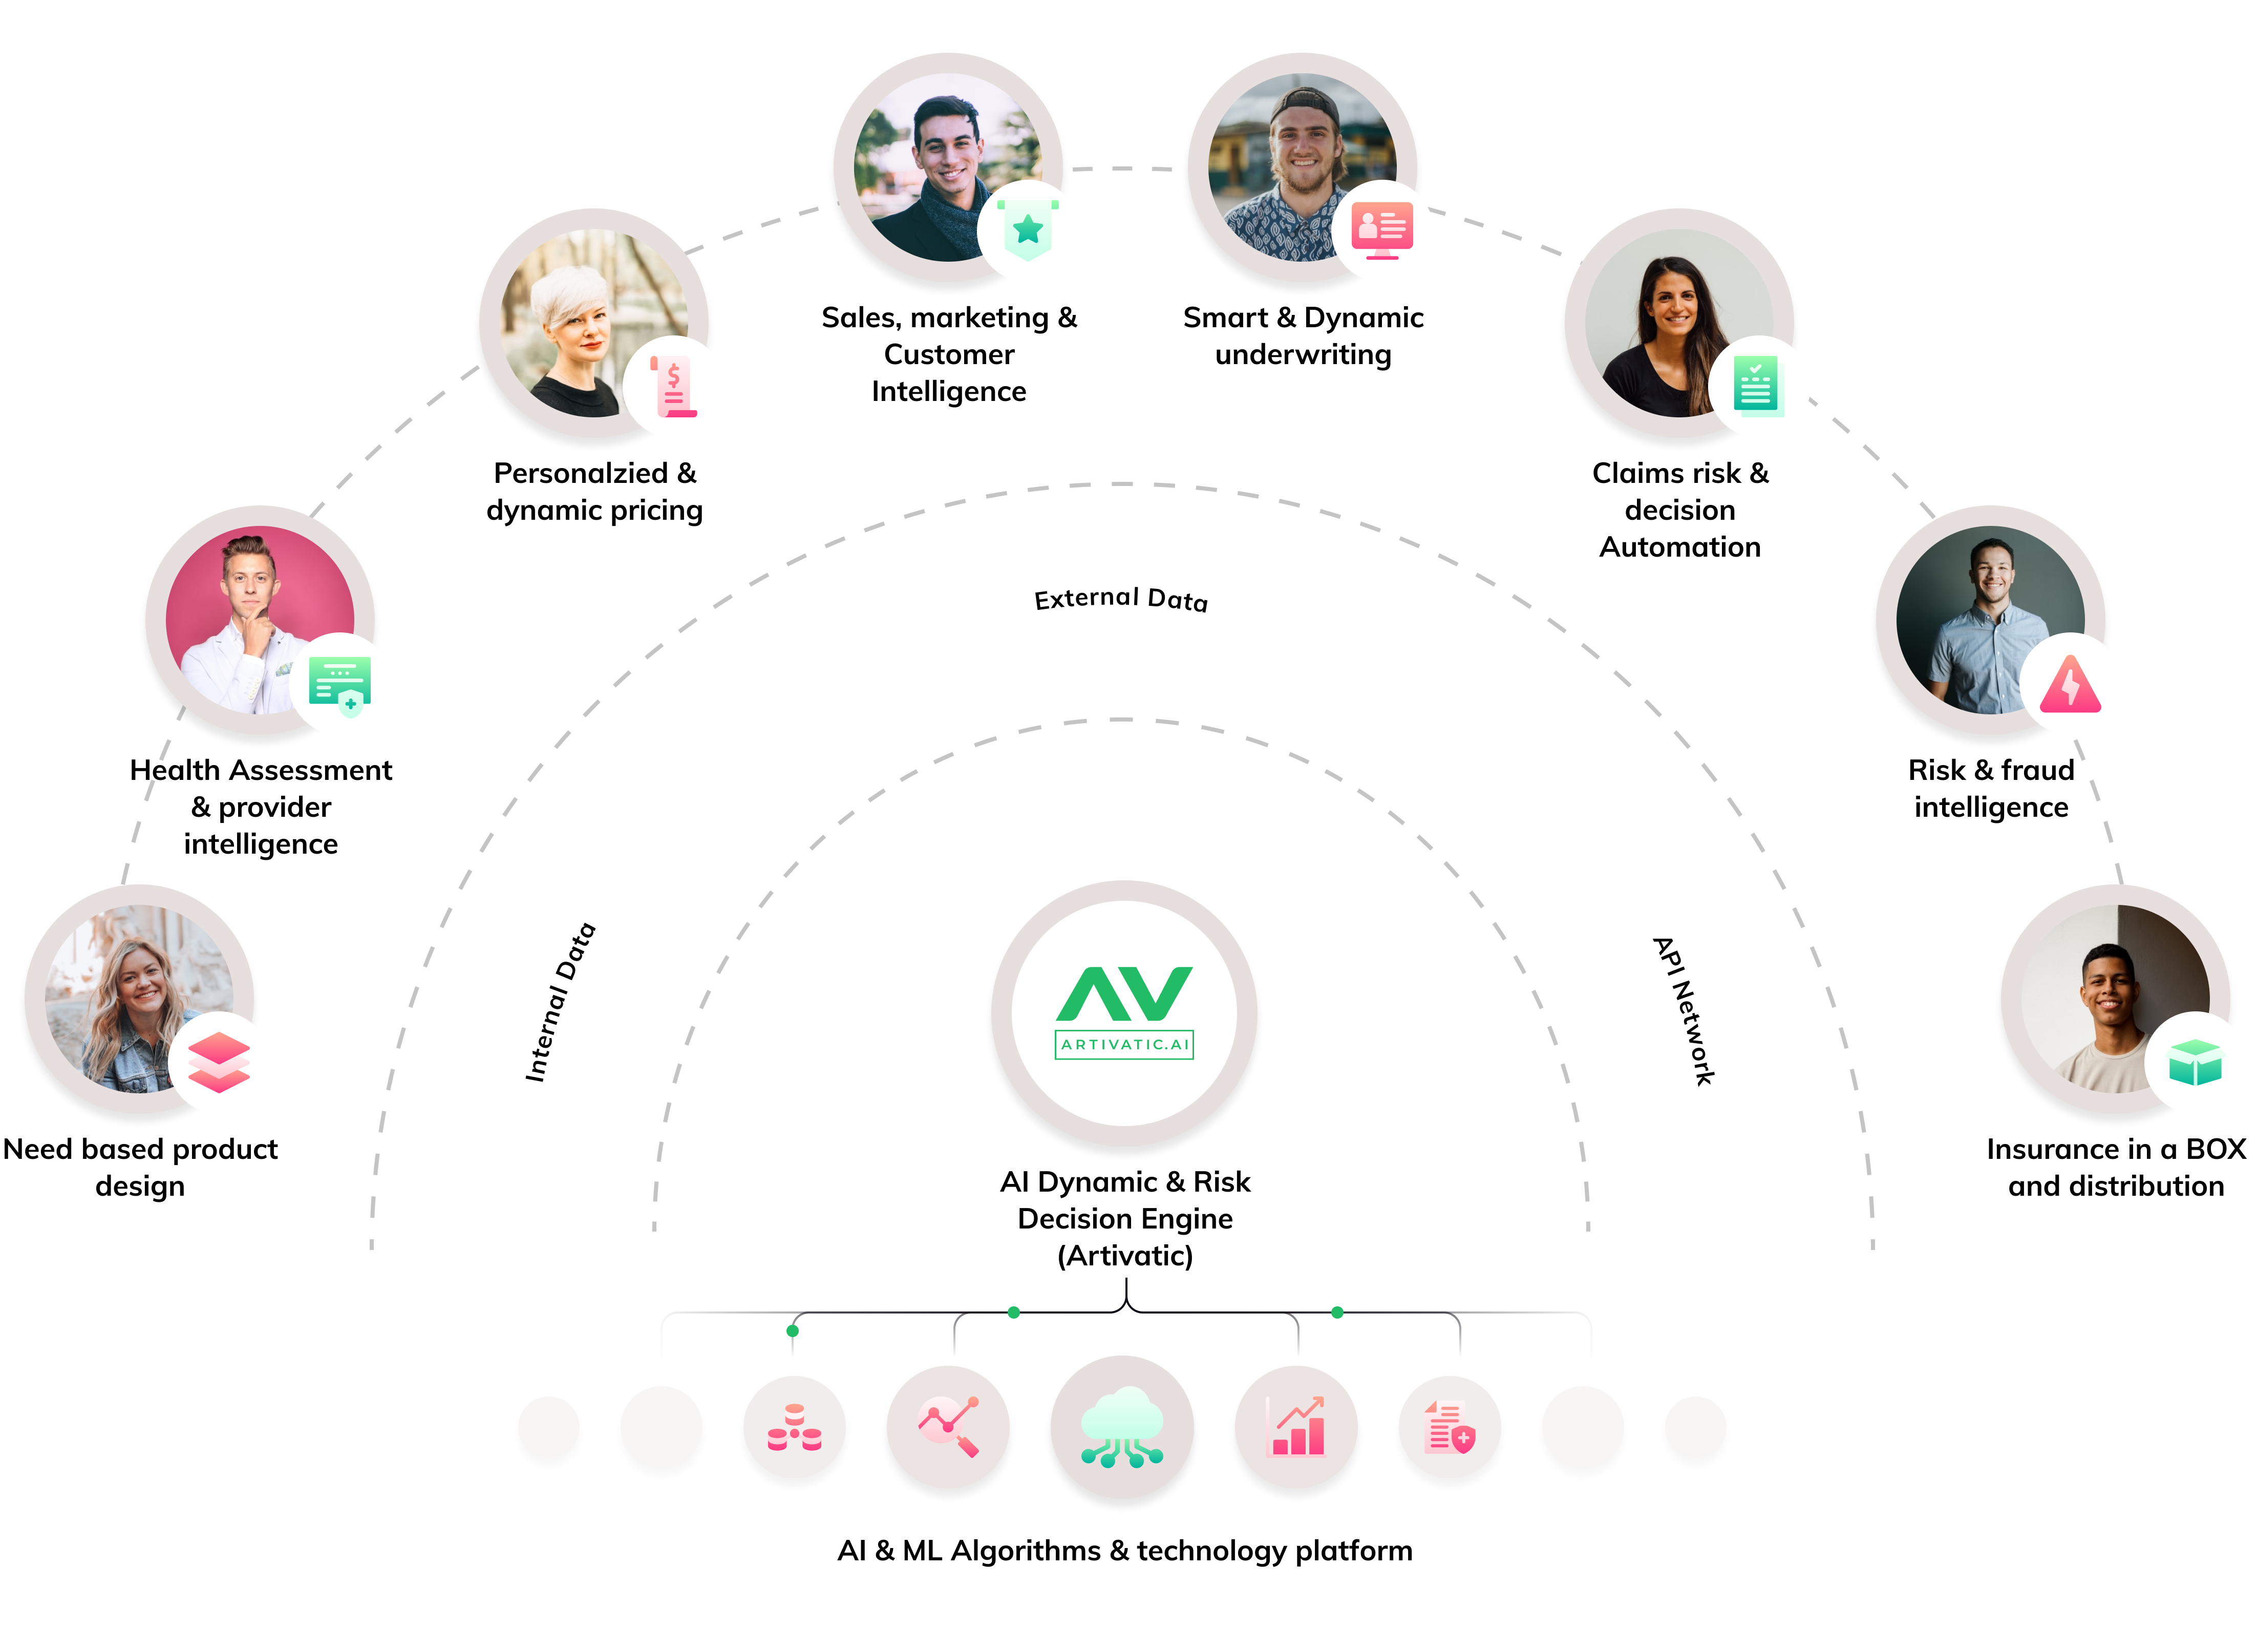 Sales, marketing &
Customer
Intelligence
Smart & Dynamic
underwriting
Personalzied &
dynamic pricing
Claims risk &
decision
Automation
Health Assessment
& provider
intelligence
Risk & fraud
intelligence
Need based product
design
Insurance in a BOX
and distribution
External Data
Internal Data
API Network
AV
ARTIVATIC.AI
AI Dynamic & Risk
Decision Engine
(Artivatic)
AI & ML Algorithms & technology platform